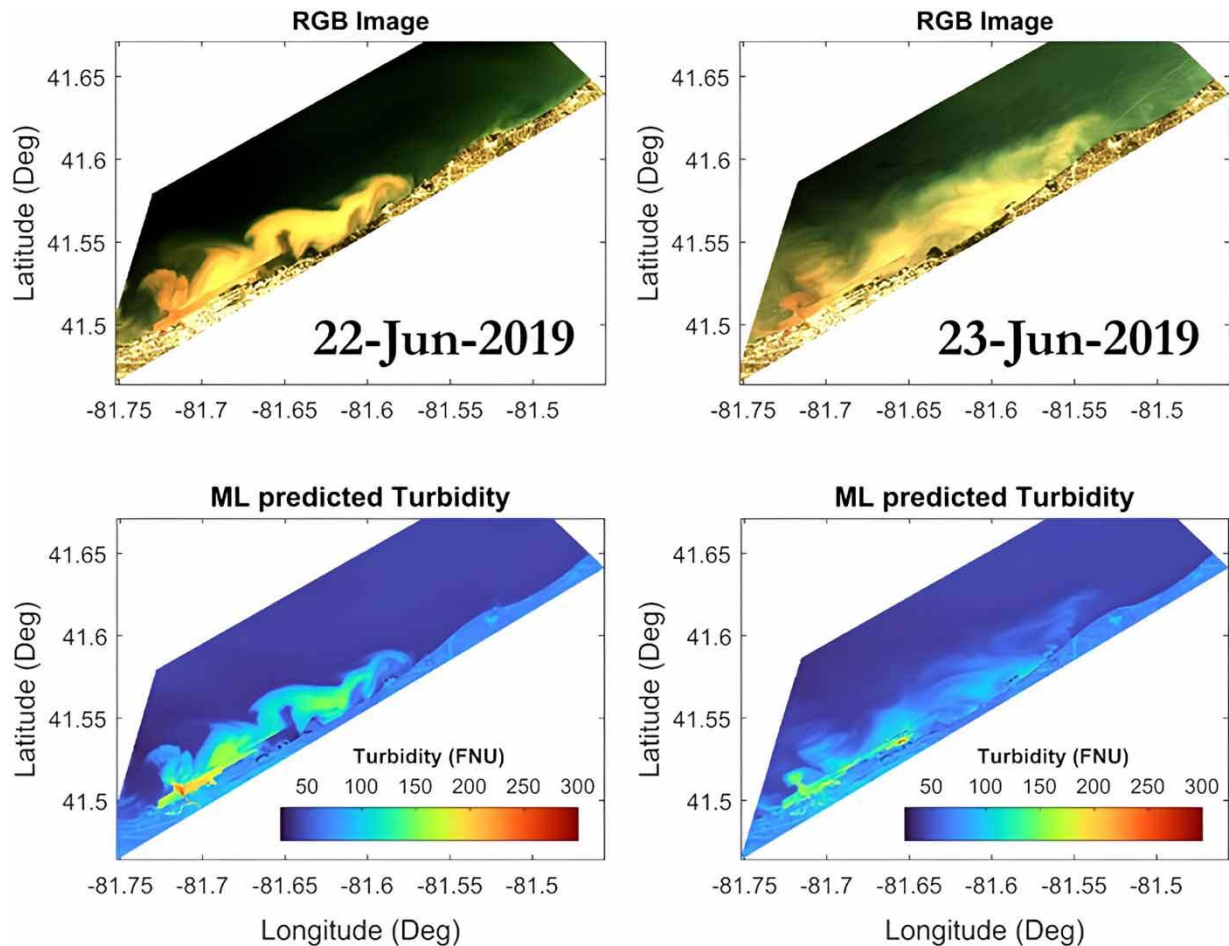 RGB Image
41.65
41.6
41.55
41.5
Latitude (Deg)
22-Jun-2019
-81.75 -81.7 -81.65 -81.6 -81.55 -81.5
RGB Image
41.65
41.6
41.55
41.5
Latitude (Deg)
23-Jun-2019
-81.75 -81.7 -81.65 -81.6 -81.55 -81.5
ML predicted Turbidity
41.65
41.6
41.55
41.5
Latitude (Deg)
Turbidity (FNU)
50 100 150 200 250 300
-81.75 -81.7 -81.65 -81.6 -81.55 -81.5
Longitude (Deg)
ML predicted Turbidity
41.65
41.6
41.55
41.5
Latitude (Deg)
Turbidity (FNU)
50 100 150 200 250 300
-81.75 -81.7 -81.65 -81.6 -81.55 -81.5
Longitude (Deg)